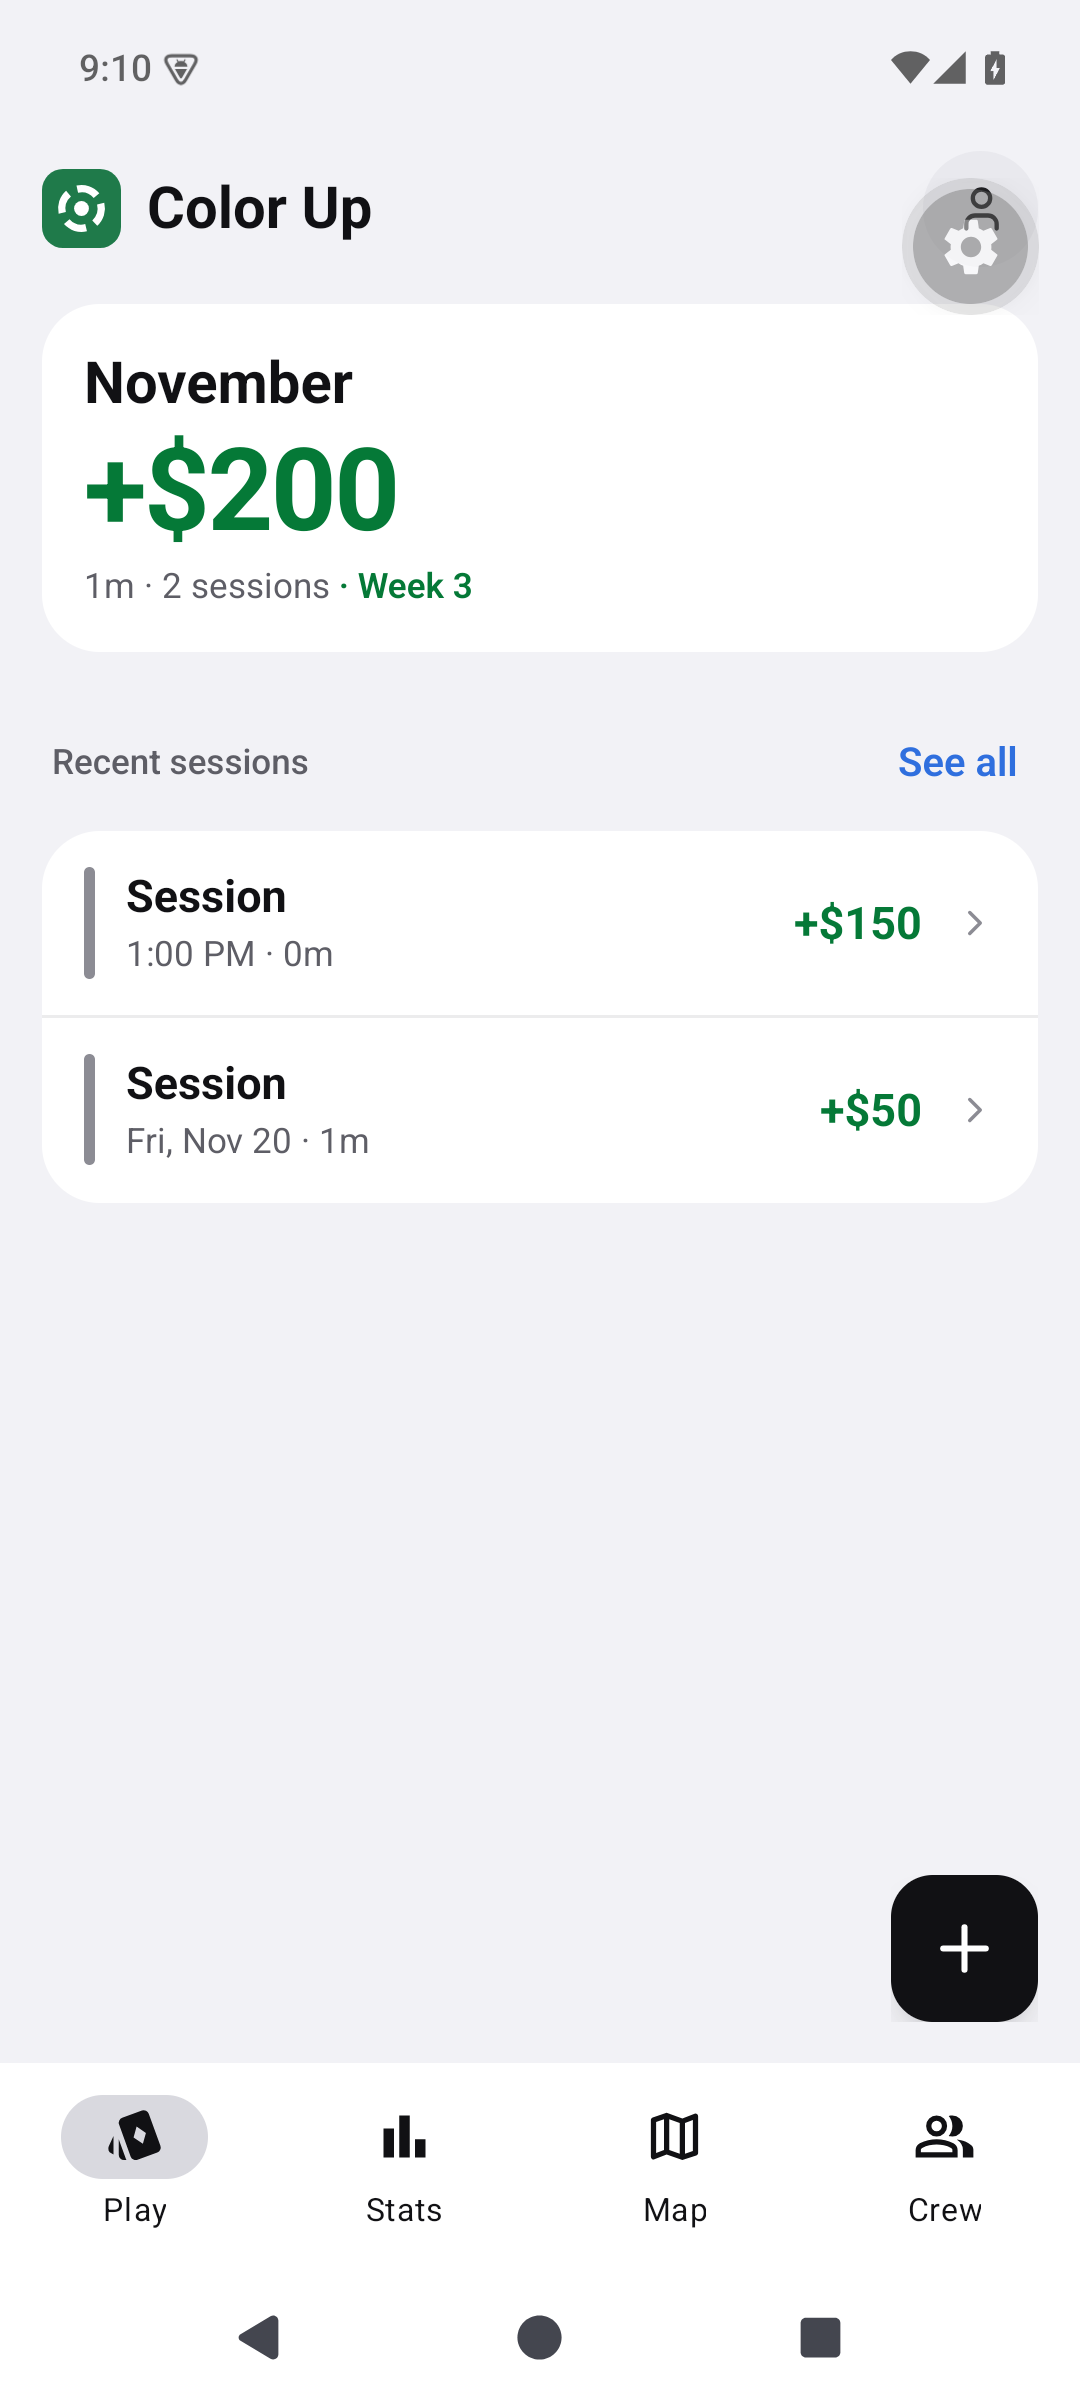 9:10
Color Up
November
+$200
1m · 2 sessions · Week 3
Recent sessions
See all
Session
1:00 PM · 0m
+$150
Session
Fri, Nov 20 · 1m
+$50
Play
Stats
Map
Crew